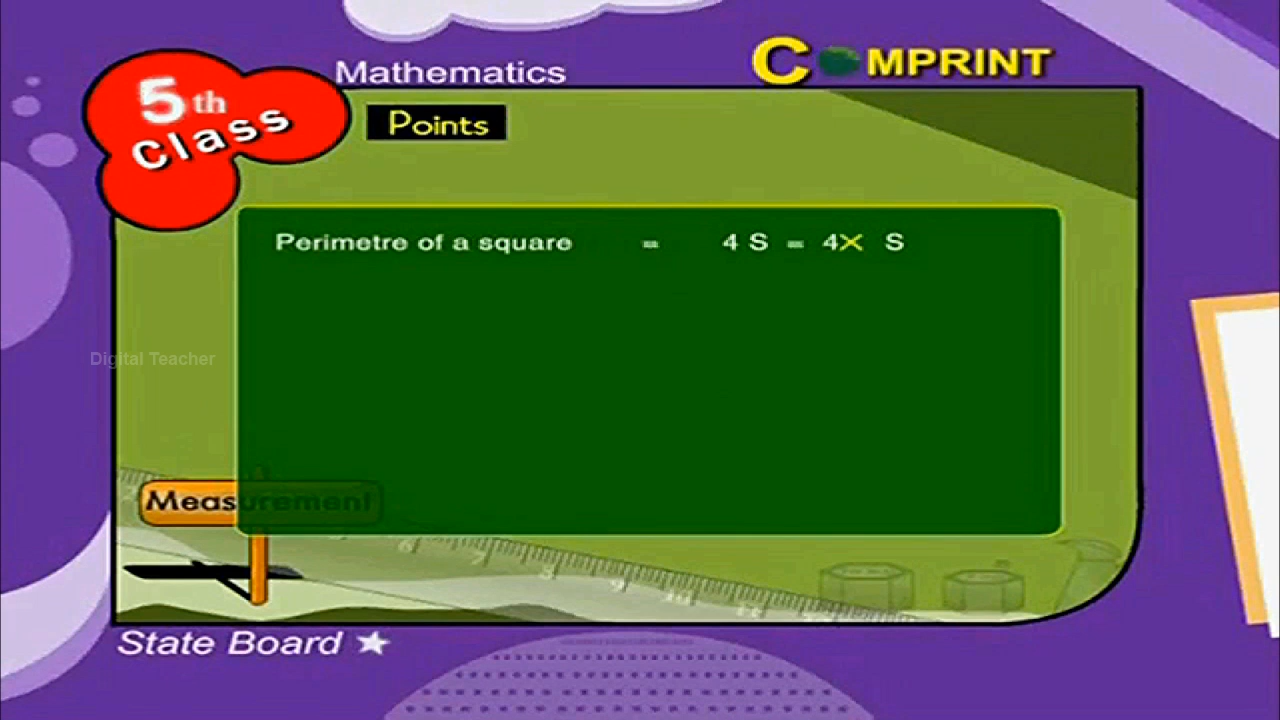 Mathematics
COMPRINT
5th
Class
Points
Perimetre of a square = 4 S = 4× S
Digital Teacher
Measurement
State Board